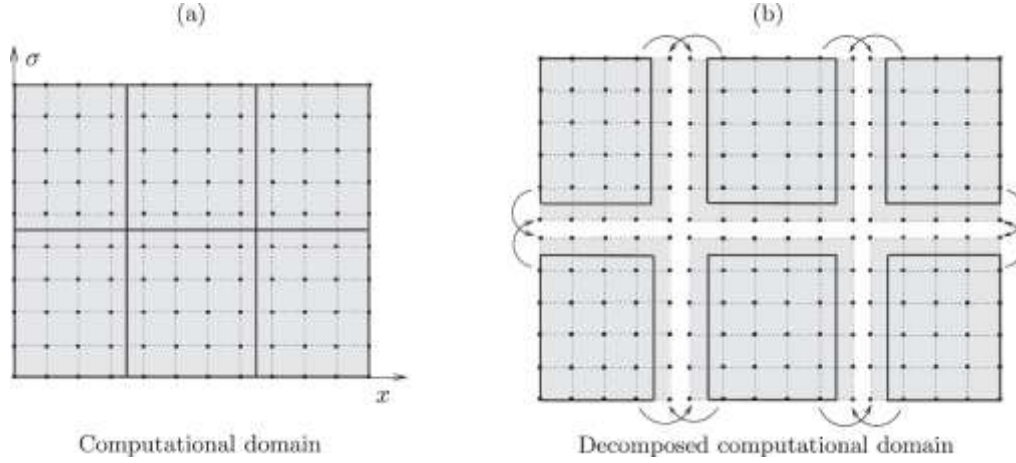 (a)
σ
x
Computational domain
(b)
Decomposed computational domain